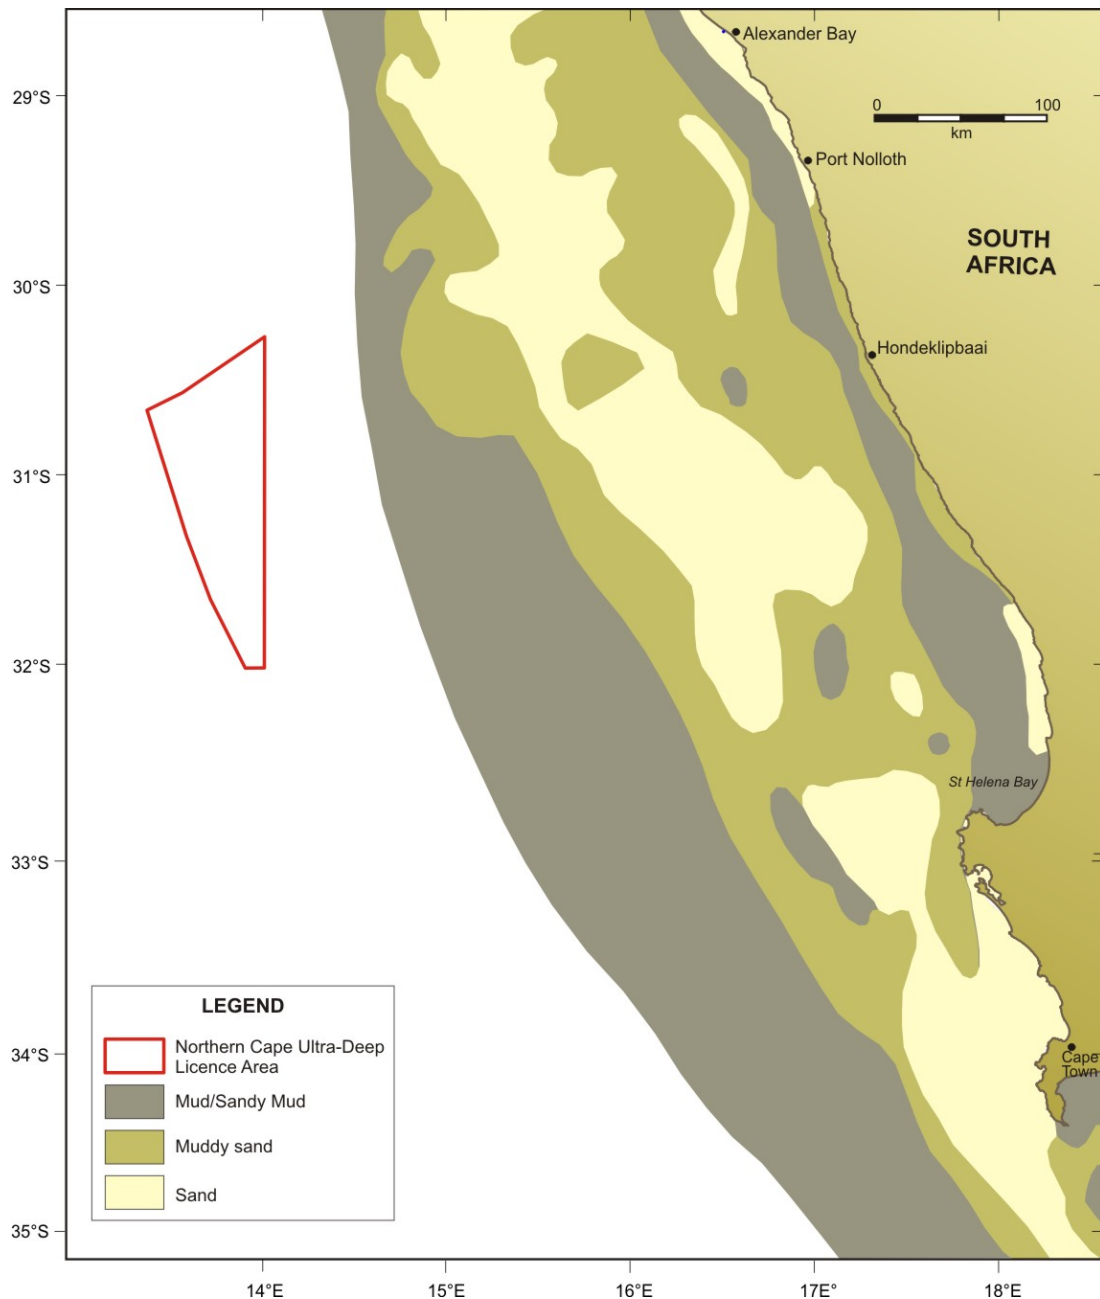 Alexander Bay
29°S
0 100
km
Port Nolloth
SOUTH
AFRICA
30°S
Hondeklipbaai
31°S
32°S
St Helena Bay
33°S
LEGEND
Northern Cape Ultra-Deep
Licence Area
Mud/Sandy Mud
Muddy sand
Sand
34°S
Cape
Town
35°S
14°E 15°E 16°E 17E° 18°E